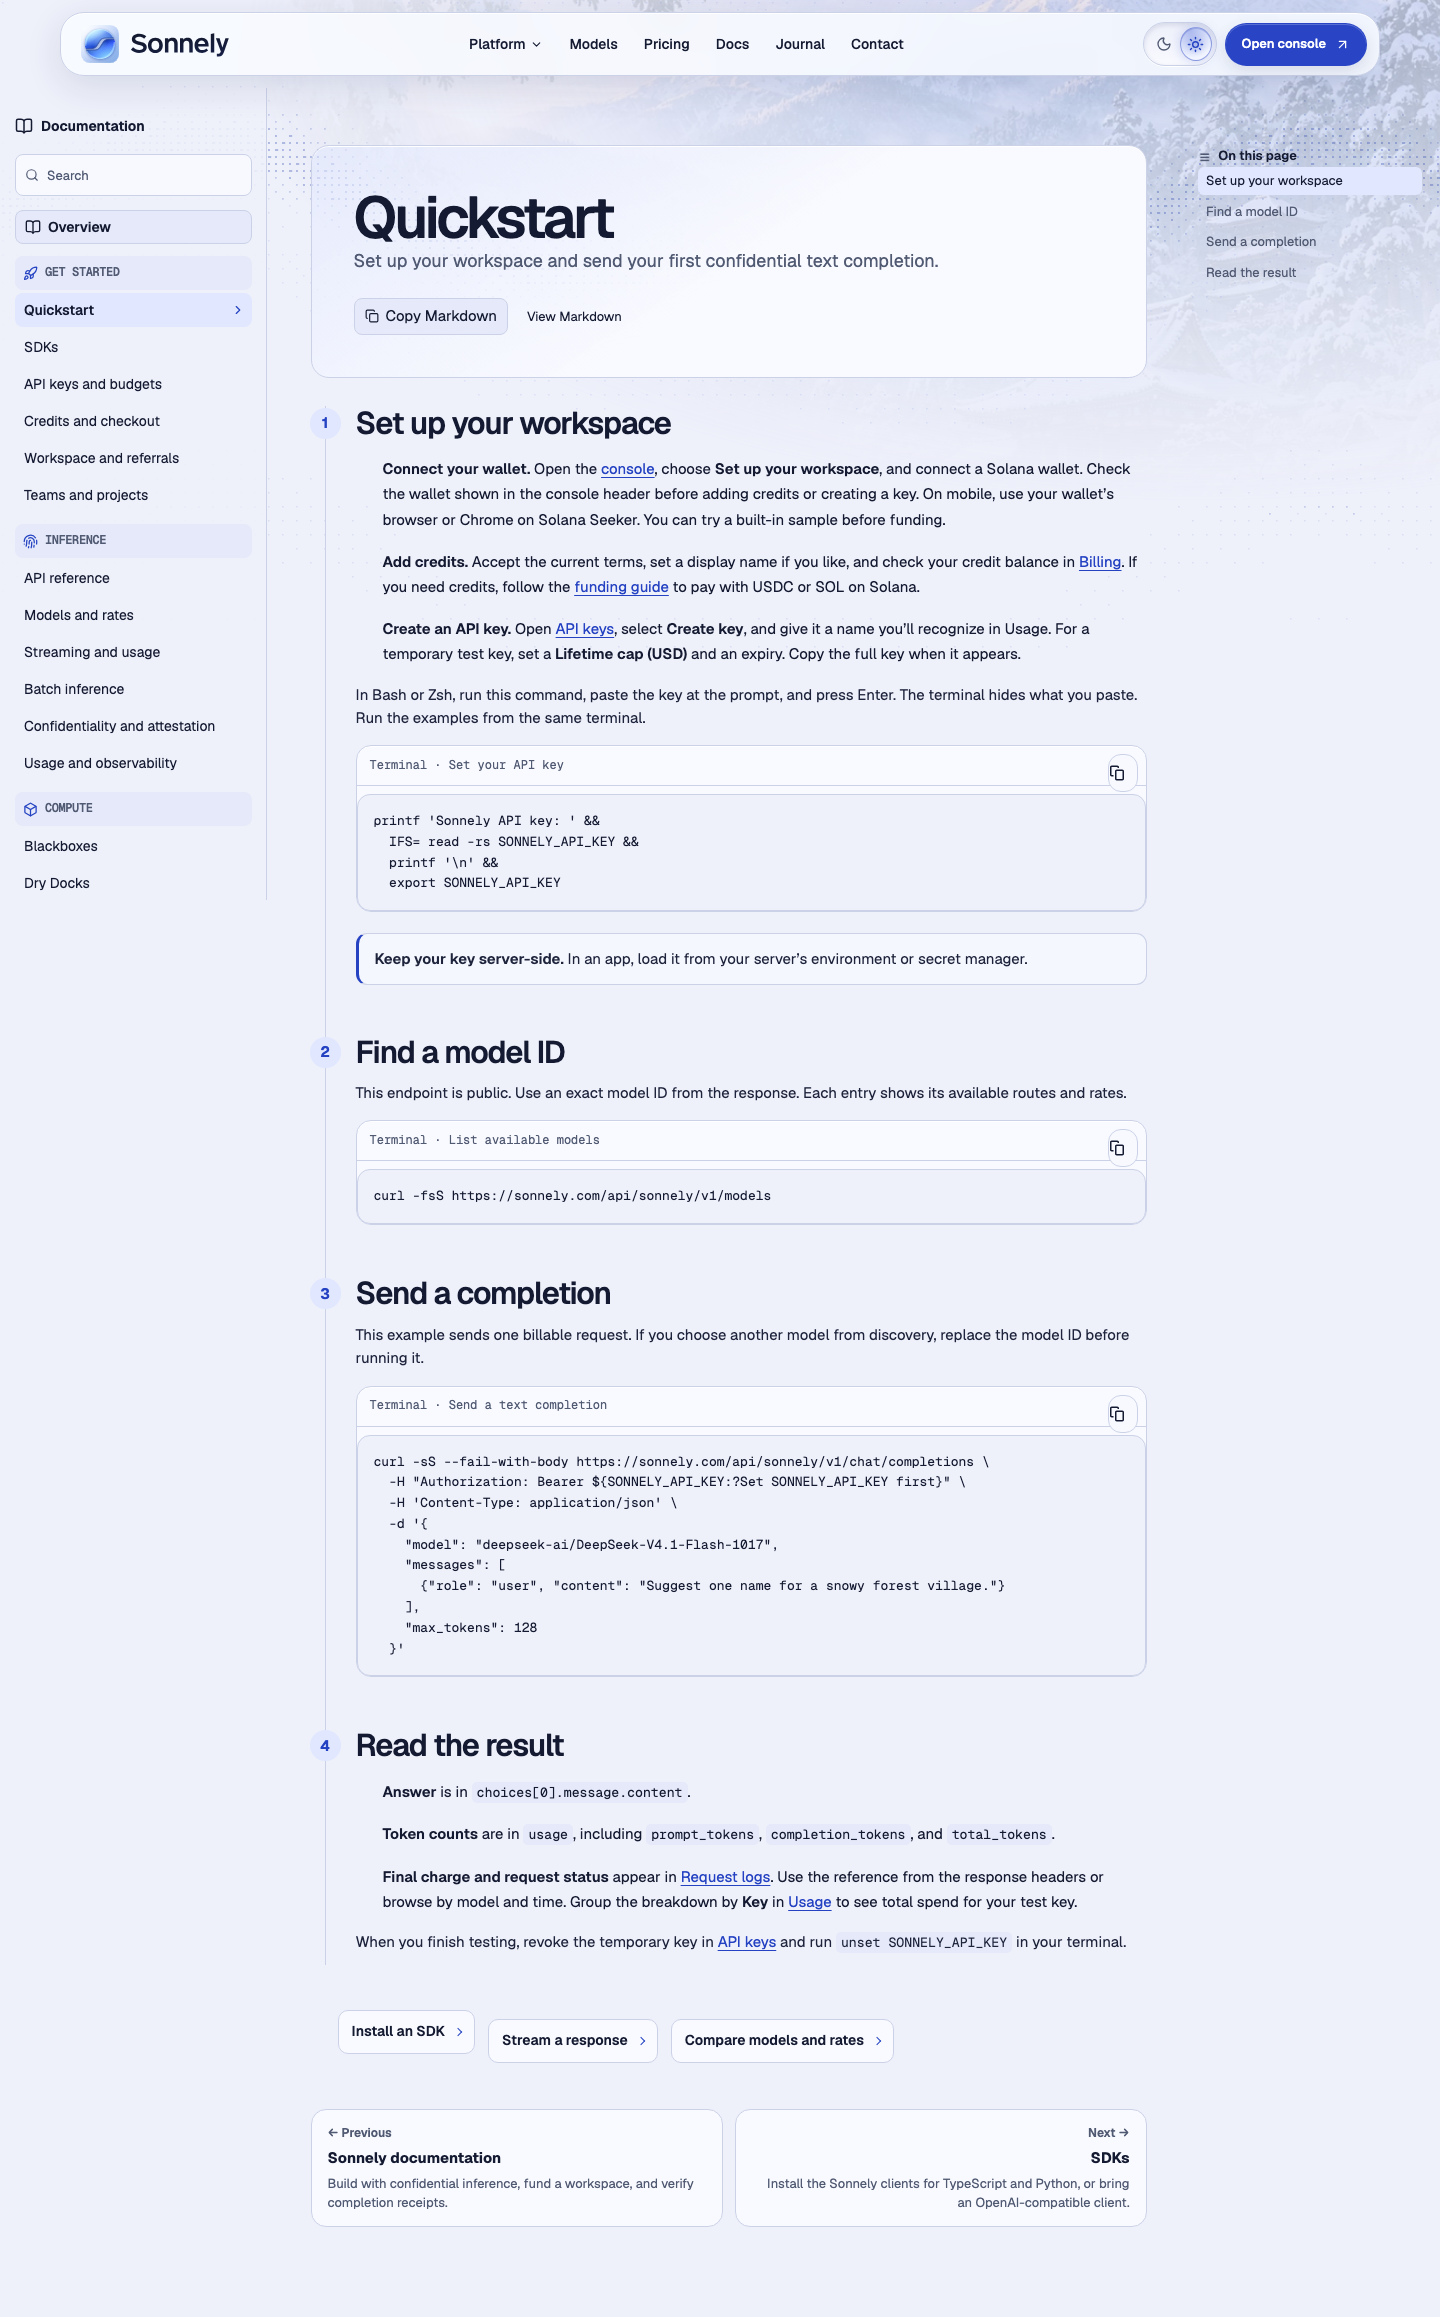 Sonnely
Platform
Models
Pricing
Docs
Journal
Contact
Open console
Documentation
Search
Overview
GET STARTED
Quickstart
SDKs
API keys and budgets
Credits and checkout
Workspace and referrals
Teams and projects
INFERENCE
API reference
Models and rates
Streaming and usage
Batch inference
Confidentiality and attestation
Usage and observability
COMPUTE
Blackboxes
Dry Docks
Quickstart
Set up your workspace and send your first confidential text completion.
Copy Markdown
View Markdown
On this page
Set up your workspace
Find a model ID
Send a completion
Read the result
1
Set up your workspace
Connect your wallet. Open the console, choose Set up your workspace, and connect a Solana wallet. Check
the wallet shown in the console header before adding credits or creating a key. On mobile, use your wallet’s
browser or Chrome on Solana Seeker. You can try a built-in sample before funding.
Add credits. Accept the current terms, set a display name if you like, and check your credit balance in Billing. If
you need credits, follow the funding guide to pay with USDC or SOL on Solana.
Create an API key. Open API keys, select Create key, and give it a name you’ll recognize in Usage. For a
temporary test key, set a Lifetime cap (USD) and an expiry. Copy the full key when it appears.
In Bash or Zsh, run this command, paste the key at the prompt, and press Enter. The terminal hides what you paste.
Run the examples from the same terminal.
Terminal · Set your API key
printf 'Sonnely API key: ' &&
  IFS= read -rs SONNELY_API_KEY &&
  printf '\n' &&
  export SONNELY_API_KEY
Keep your key server-side. In an app, load it from your server’s environment or secret manager.
2
Find a model ID
This endpoint is public. Use an exact model ID from the response. Each entry shows its available routes and rates.
Terminal · List available models
curl -fsS https://sonnely.com/api/sonnely/v1/models
3
Send a completion
This example sends one billable request. If you choose another model from discovery, replace the model ID before
running it.
Terminal · Send a text completion
curl -sS --fail-with-body https://sonnely.com/api/sonnely/v1/chat/completions \
  -H "Authorization: Bearer ${SONNELY_API_KEY:?Set SONNELY_API_KEY first}" \
  -H 'Content-Type: application/json' \
  -d '{
    "model": "deepseek-ai/DeepSeek-V4.1-Flash-1017",
    "messages": [
      {"role": "user", "content": "Suggest one name for a snowy forest village."}
    ],
    "max_tokens": 128
  }'
4
Read the result
Answer is in choices[0].message.content.
Token counts are in usage, including prompt_tokens, completion_tokens, and total_tokens.
Final charge and request status appear in Request logs. Use the reference from the response headers or
browse by model and time. Group the breakdown by Key in Usage to see total spend for your test key.
When you finish testing, revoke the temporary key in API keys and run unset SONNELY_API_KEY in your terminal.
Install an SDK
Stream a response
Compare models and rates
← Previous
Sonnely documentation
Build with confidential inference, fund a workspace, and verify
completion receipts.
Next →
SDKs
Install the Sonnely clients for TypeScript and Python, or bring
an OpenAI-compatible client.